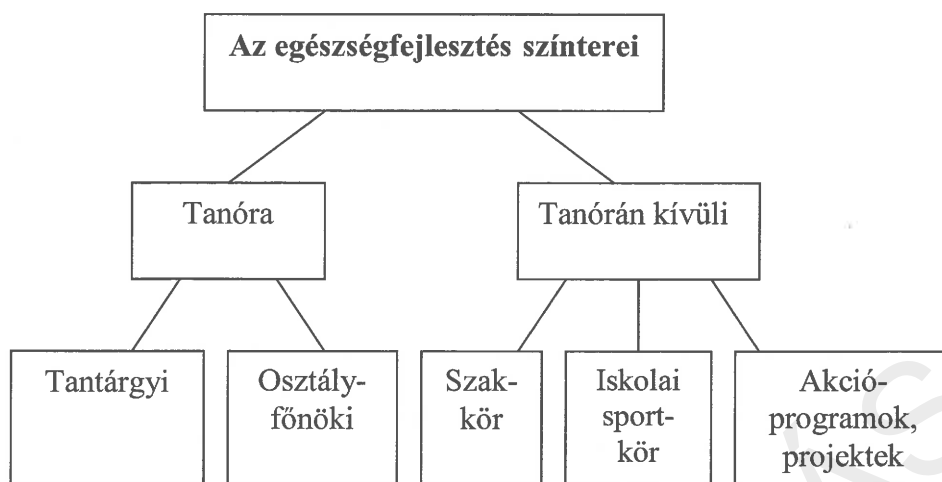 Az egészségfejlesztés színterei
Tanóra
Tanórán kívüli
Tantárgyi
Osztály-
főnöki
Szak-
kör
Iskolai
sport-
kör
Akció-
programok,
projektek